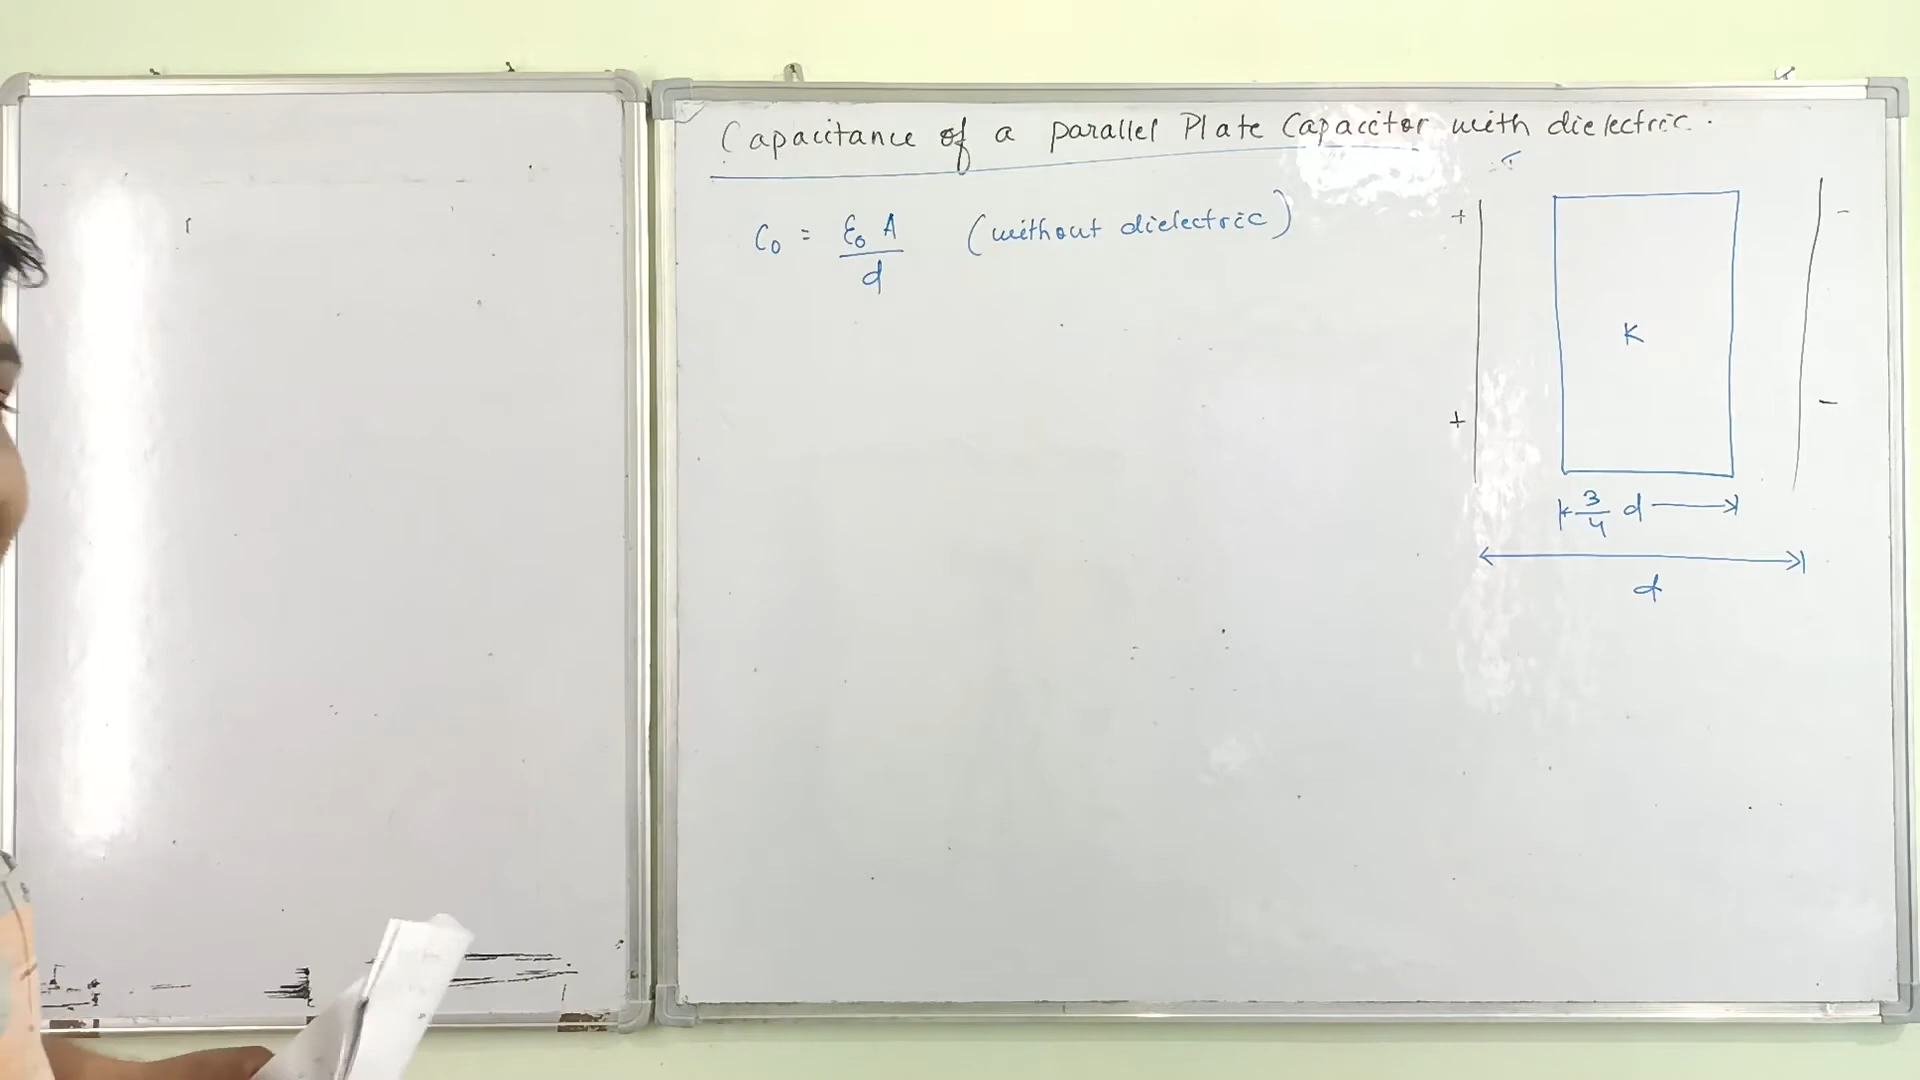 Capacitance of a parallel Plate Capacitor with dielectric.
C₀ = ε₀ A / d (without dielectric)
+ -
K
+ -
3/4 d
d